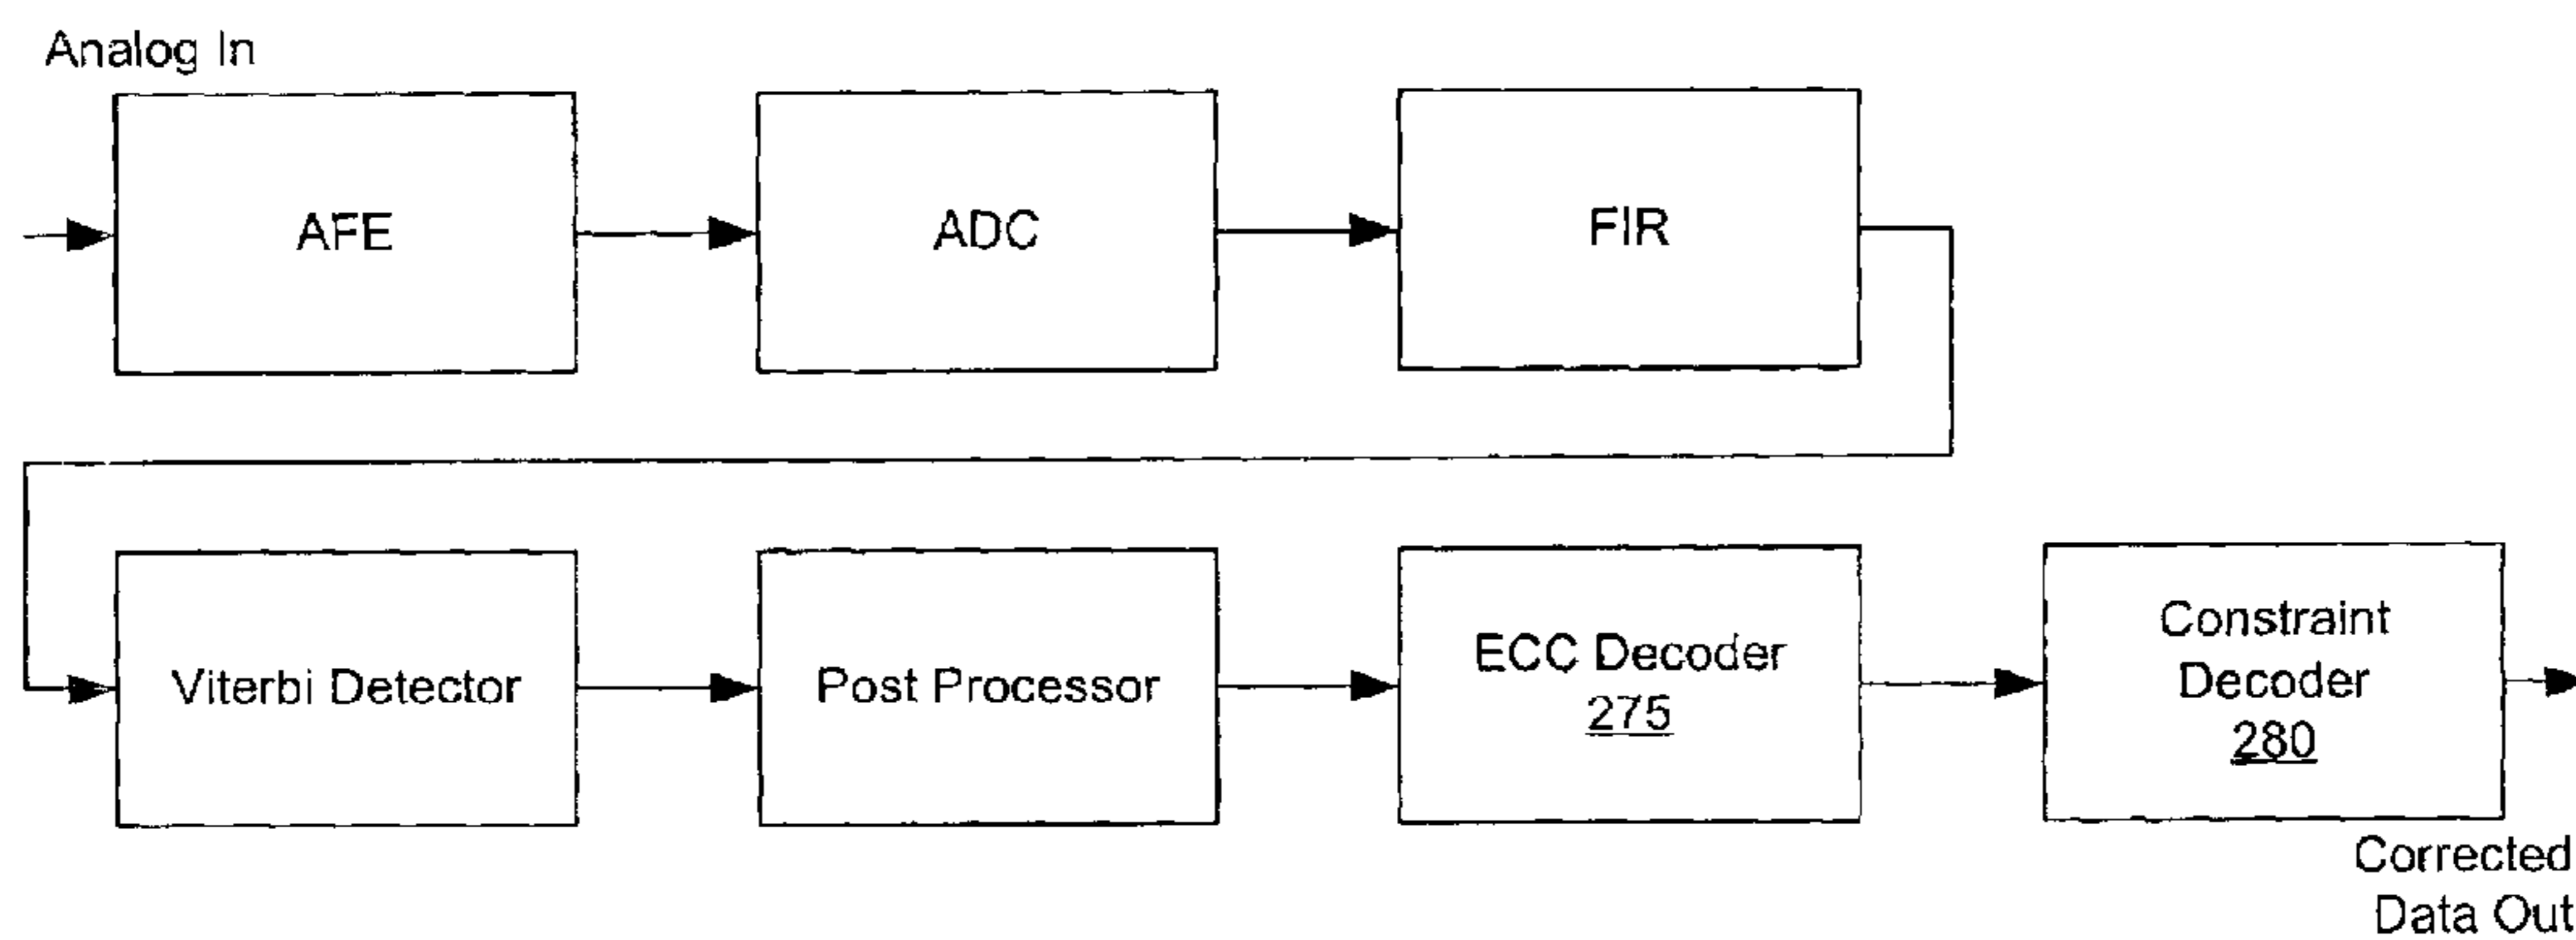 Analog In
AFE
ADC
FIR
Viterbi Detector
Post Processor
ECC Decoder
275
Constraint
Decoder
280
Corrected
Data Out